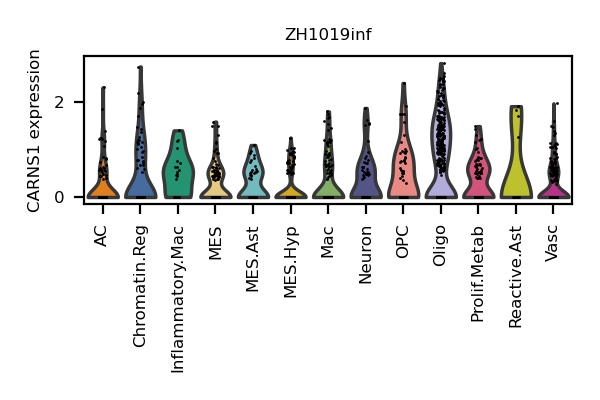 ZH1019inf
CARNS1 expression
2
0
AC
Chromatin.Reg
Inflammatory.Mac
MES
MES.Ast
MES.Hyp
Mac
Neuron
OPC
Oligo
Prolif.Metab
Reactive.Ast
Vasc